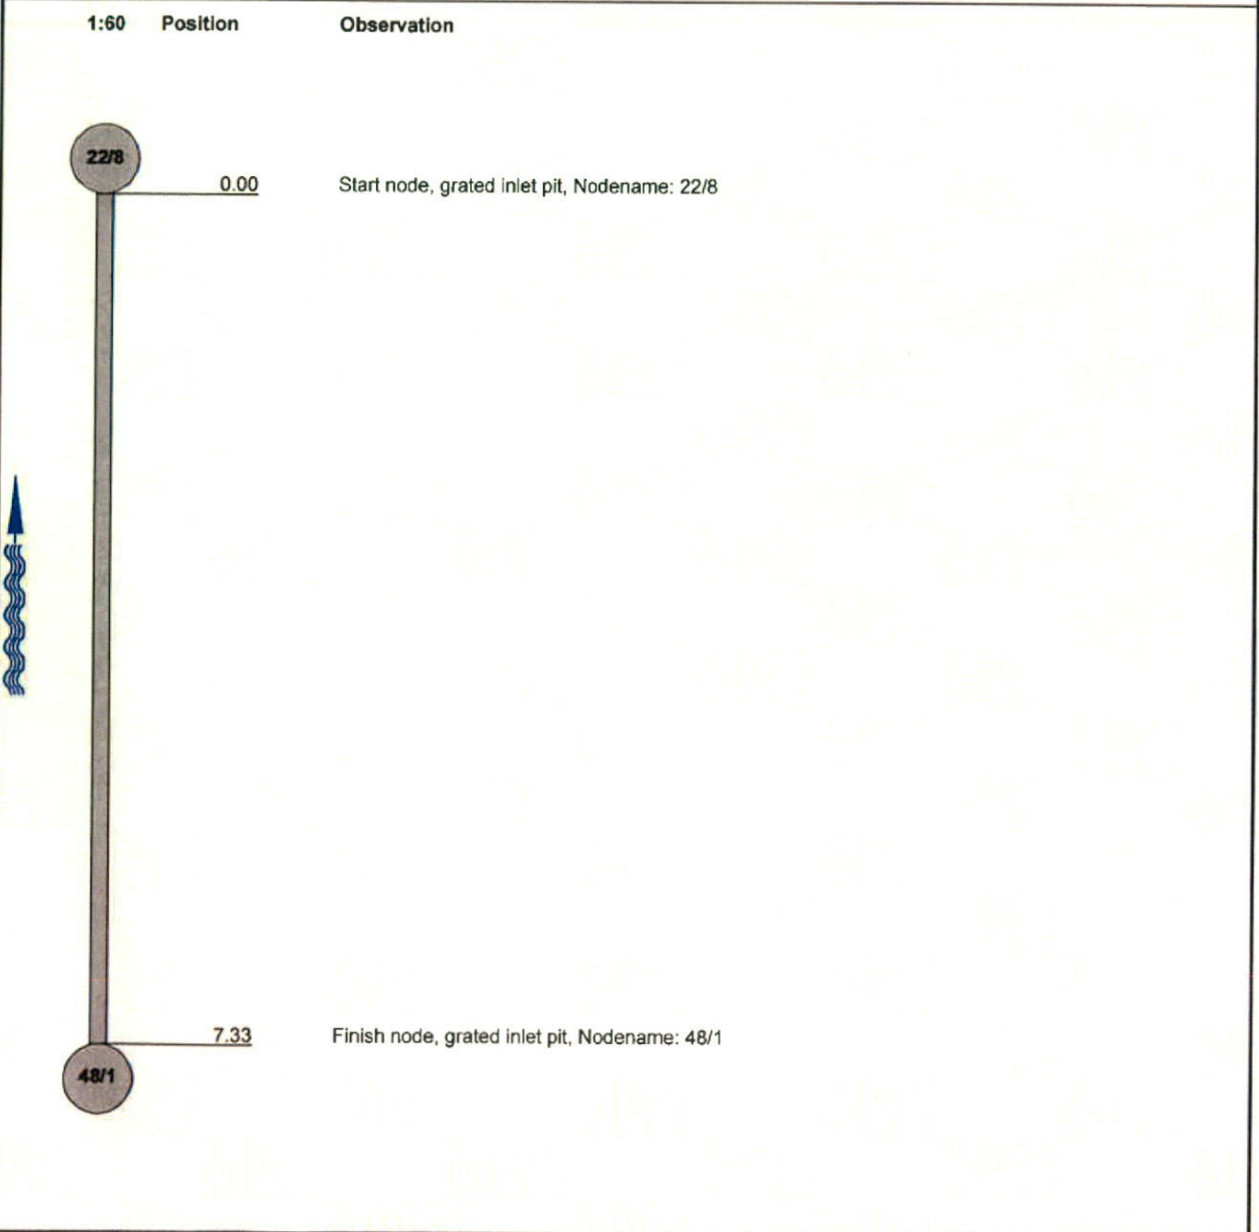 1:60 Position Observation
22/8
0.00 Start node, grated inlet pit, Nodename: 22/8
7.33 Finish node, grated inlet pit, Nodename: 48/1
48/1